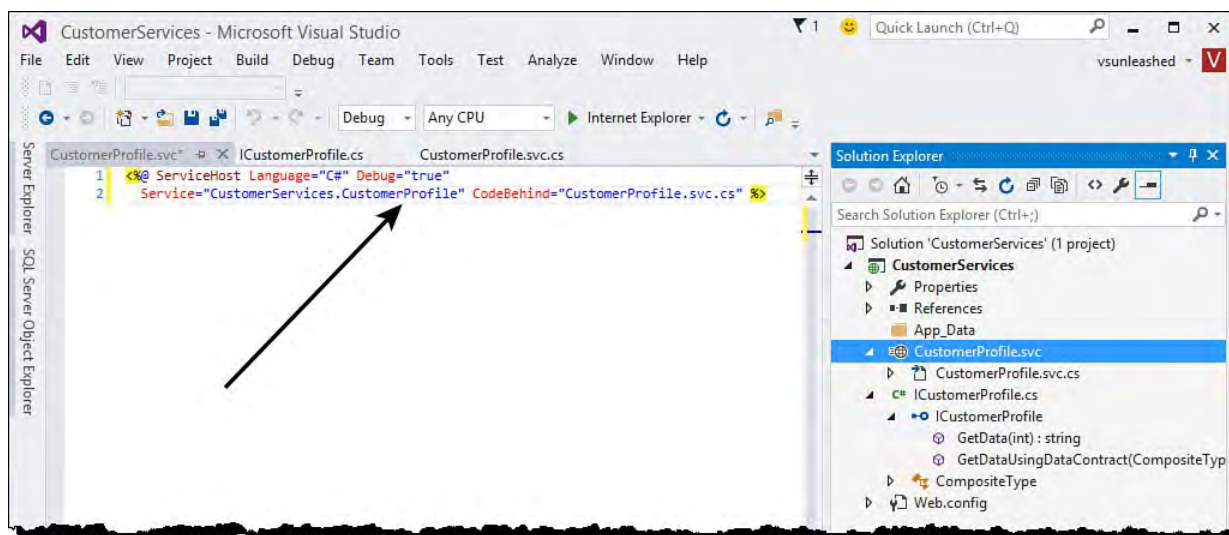 CustomerServices - Microsoft Visual Studio
1
Quick Launch (Ctrl+Q)
File Edit View Project Build Debug Team Tools Test Analyze Window Help
vsunleashed
V
Debug
Any CPU
Internet Explorer
Server Explorer
SQL Server Object Explorer
CustomerProfile.svc* ICustomerProfile.cs CustomerProfile.svc.cs
1 <%@ ServiceHost Language="C#" Debug="true"
2 Service="CustomerServices.CustomerProfile" CodeBehind="CustomerProfile.svc.cs" %>
Solution Explorer
Search Solution Explorer (Ctrl+;)
Solution 'CustomerServices' (1 project)
CustomerServices
Properties
References
App_Data
CustomerProfile.svc
CustomerProfile.svc.cs
C# ICustomerProfile.cs
ICustomerProfile
GetData(int) : string
GetDataUsingDataContract(CompositeTyp
CompositeType
Web.config